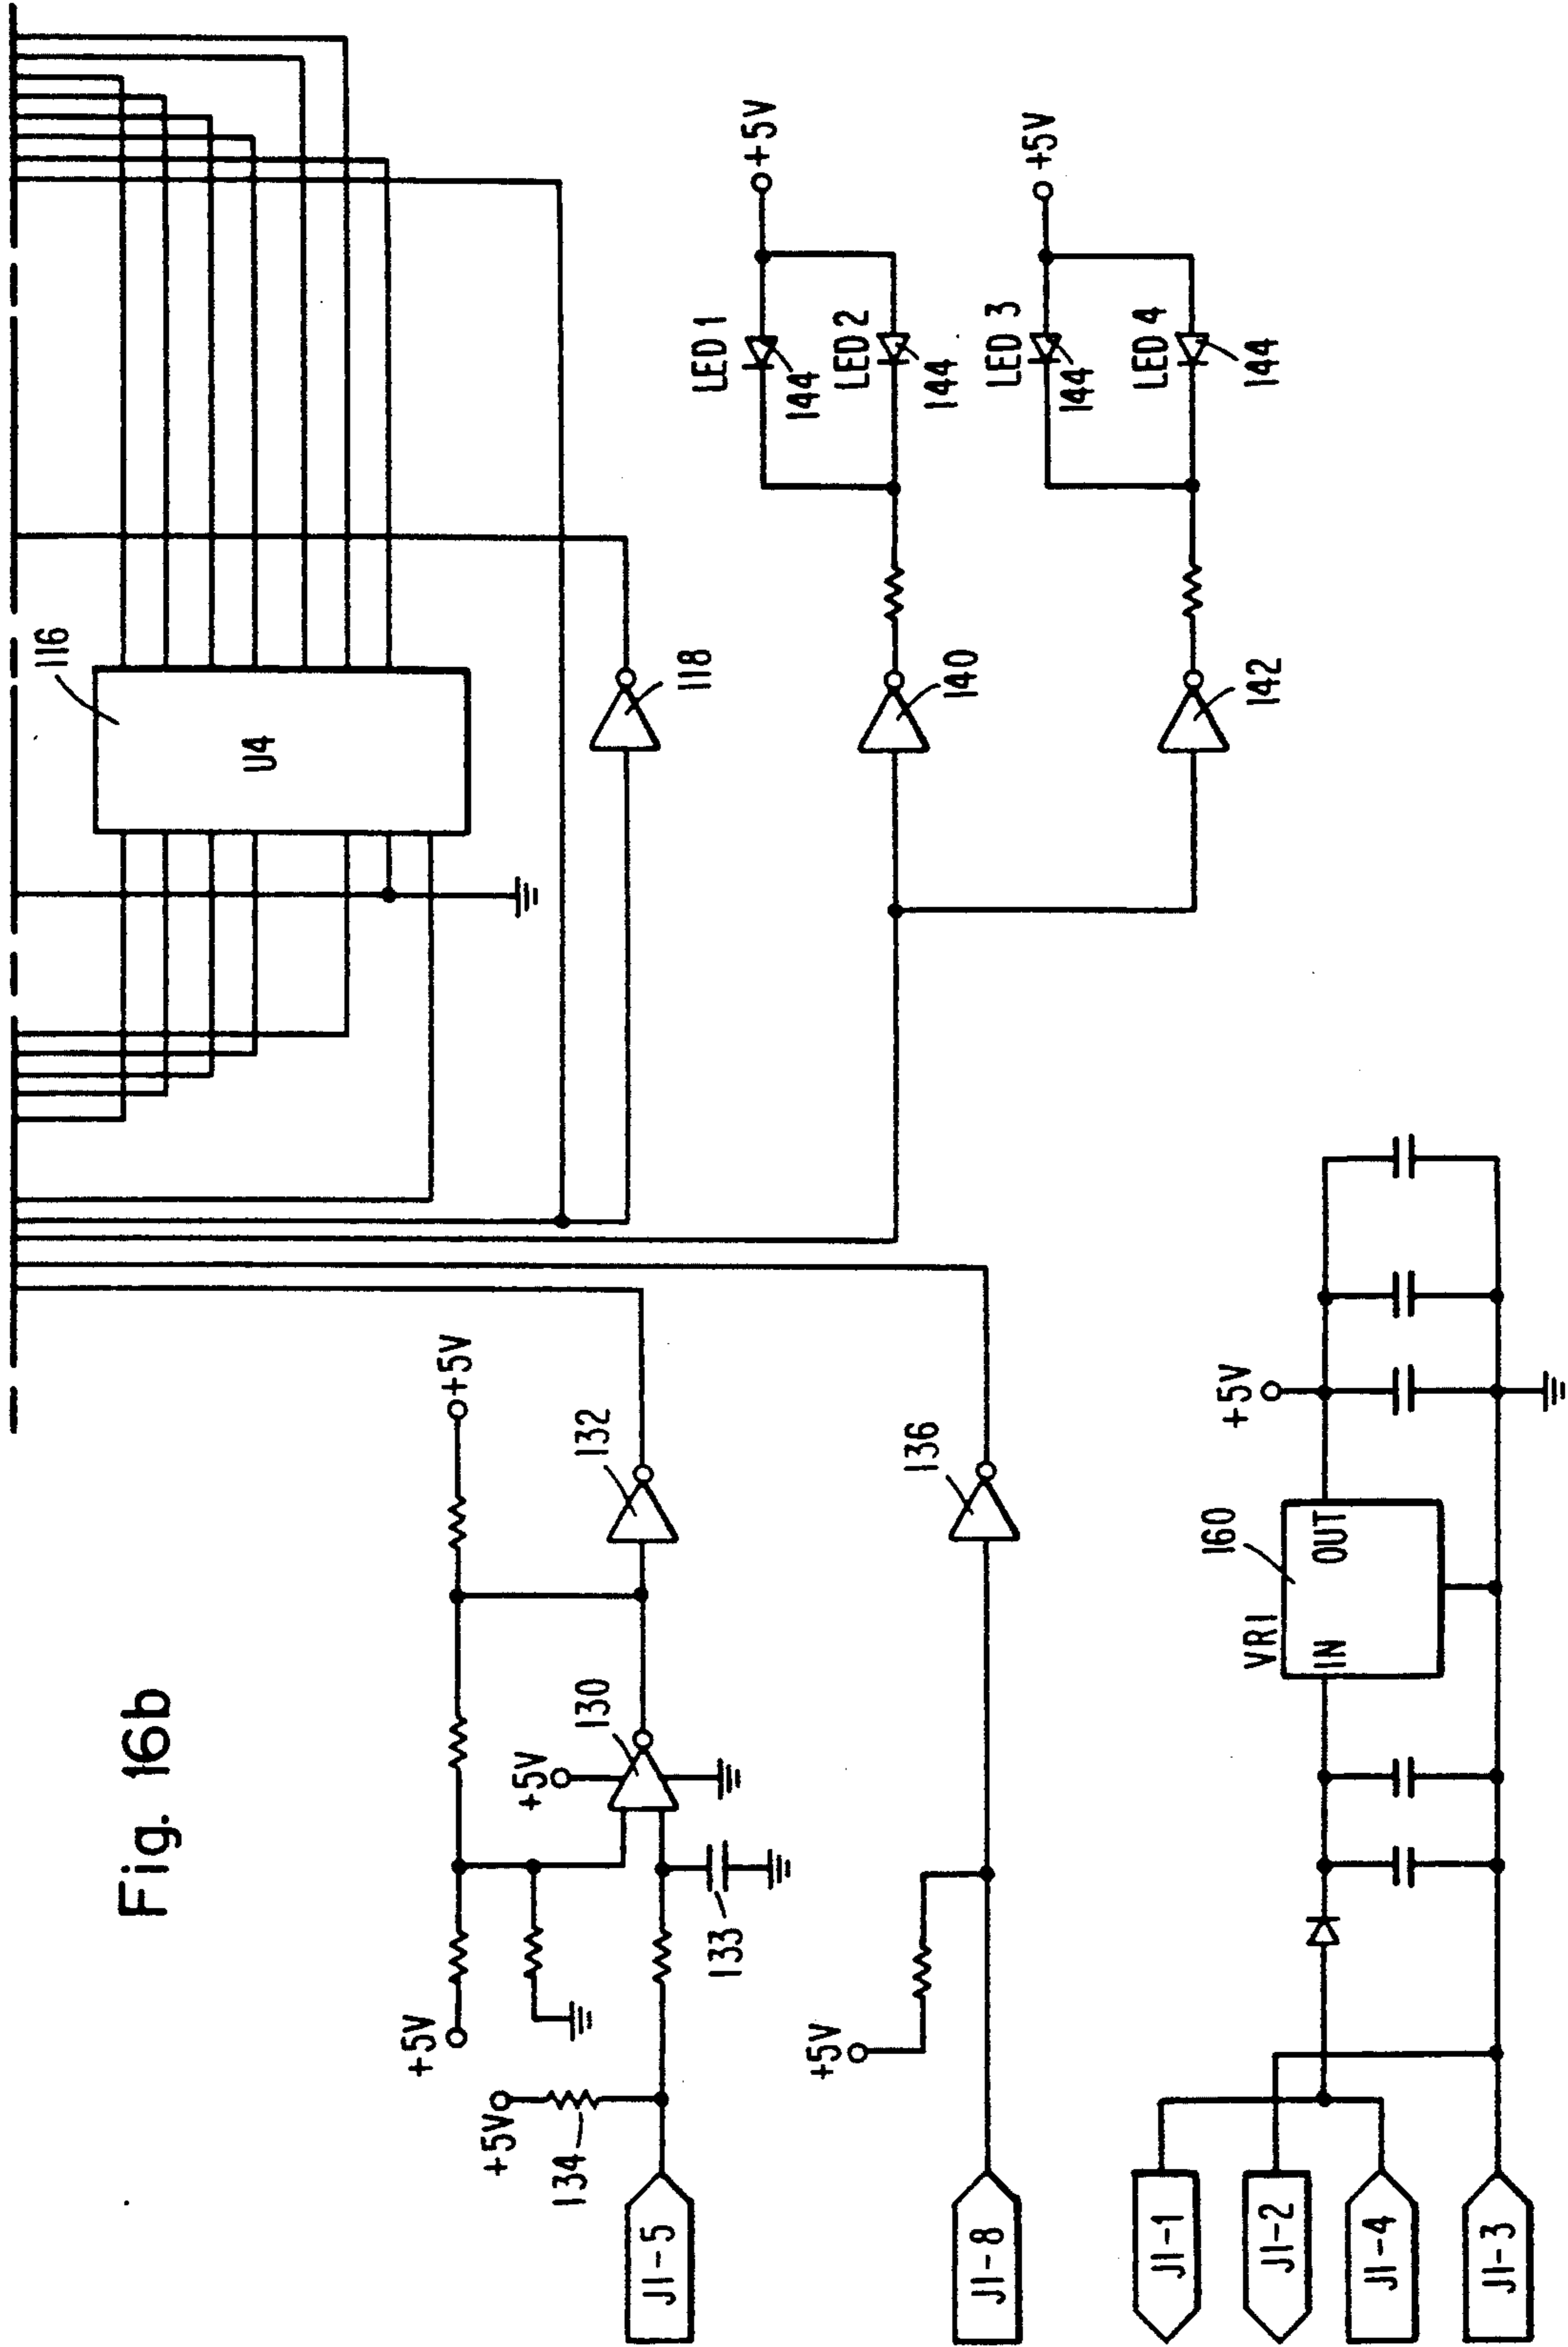 Fig. 16b
116
U4
118
+5V
LED 1
144
LED 2
144
140
+5V
LED 3
144
LED 4
144
142
+5V
132
+5V
130
+5V
133
+5V
134
J1-5
136
+5V
J1-8
+5V
160
VR1
IN
OUT
J1-1
J1-2
J1-4
J1-3